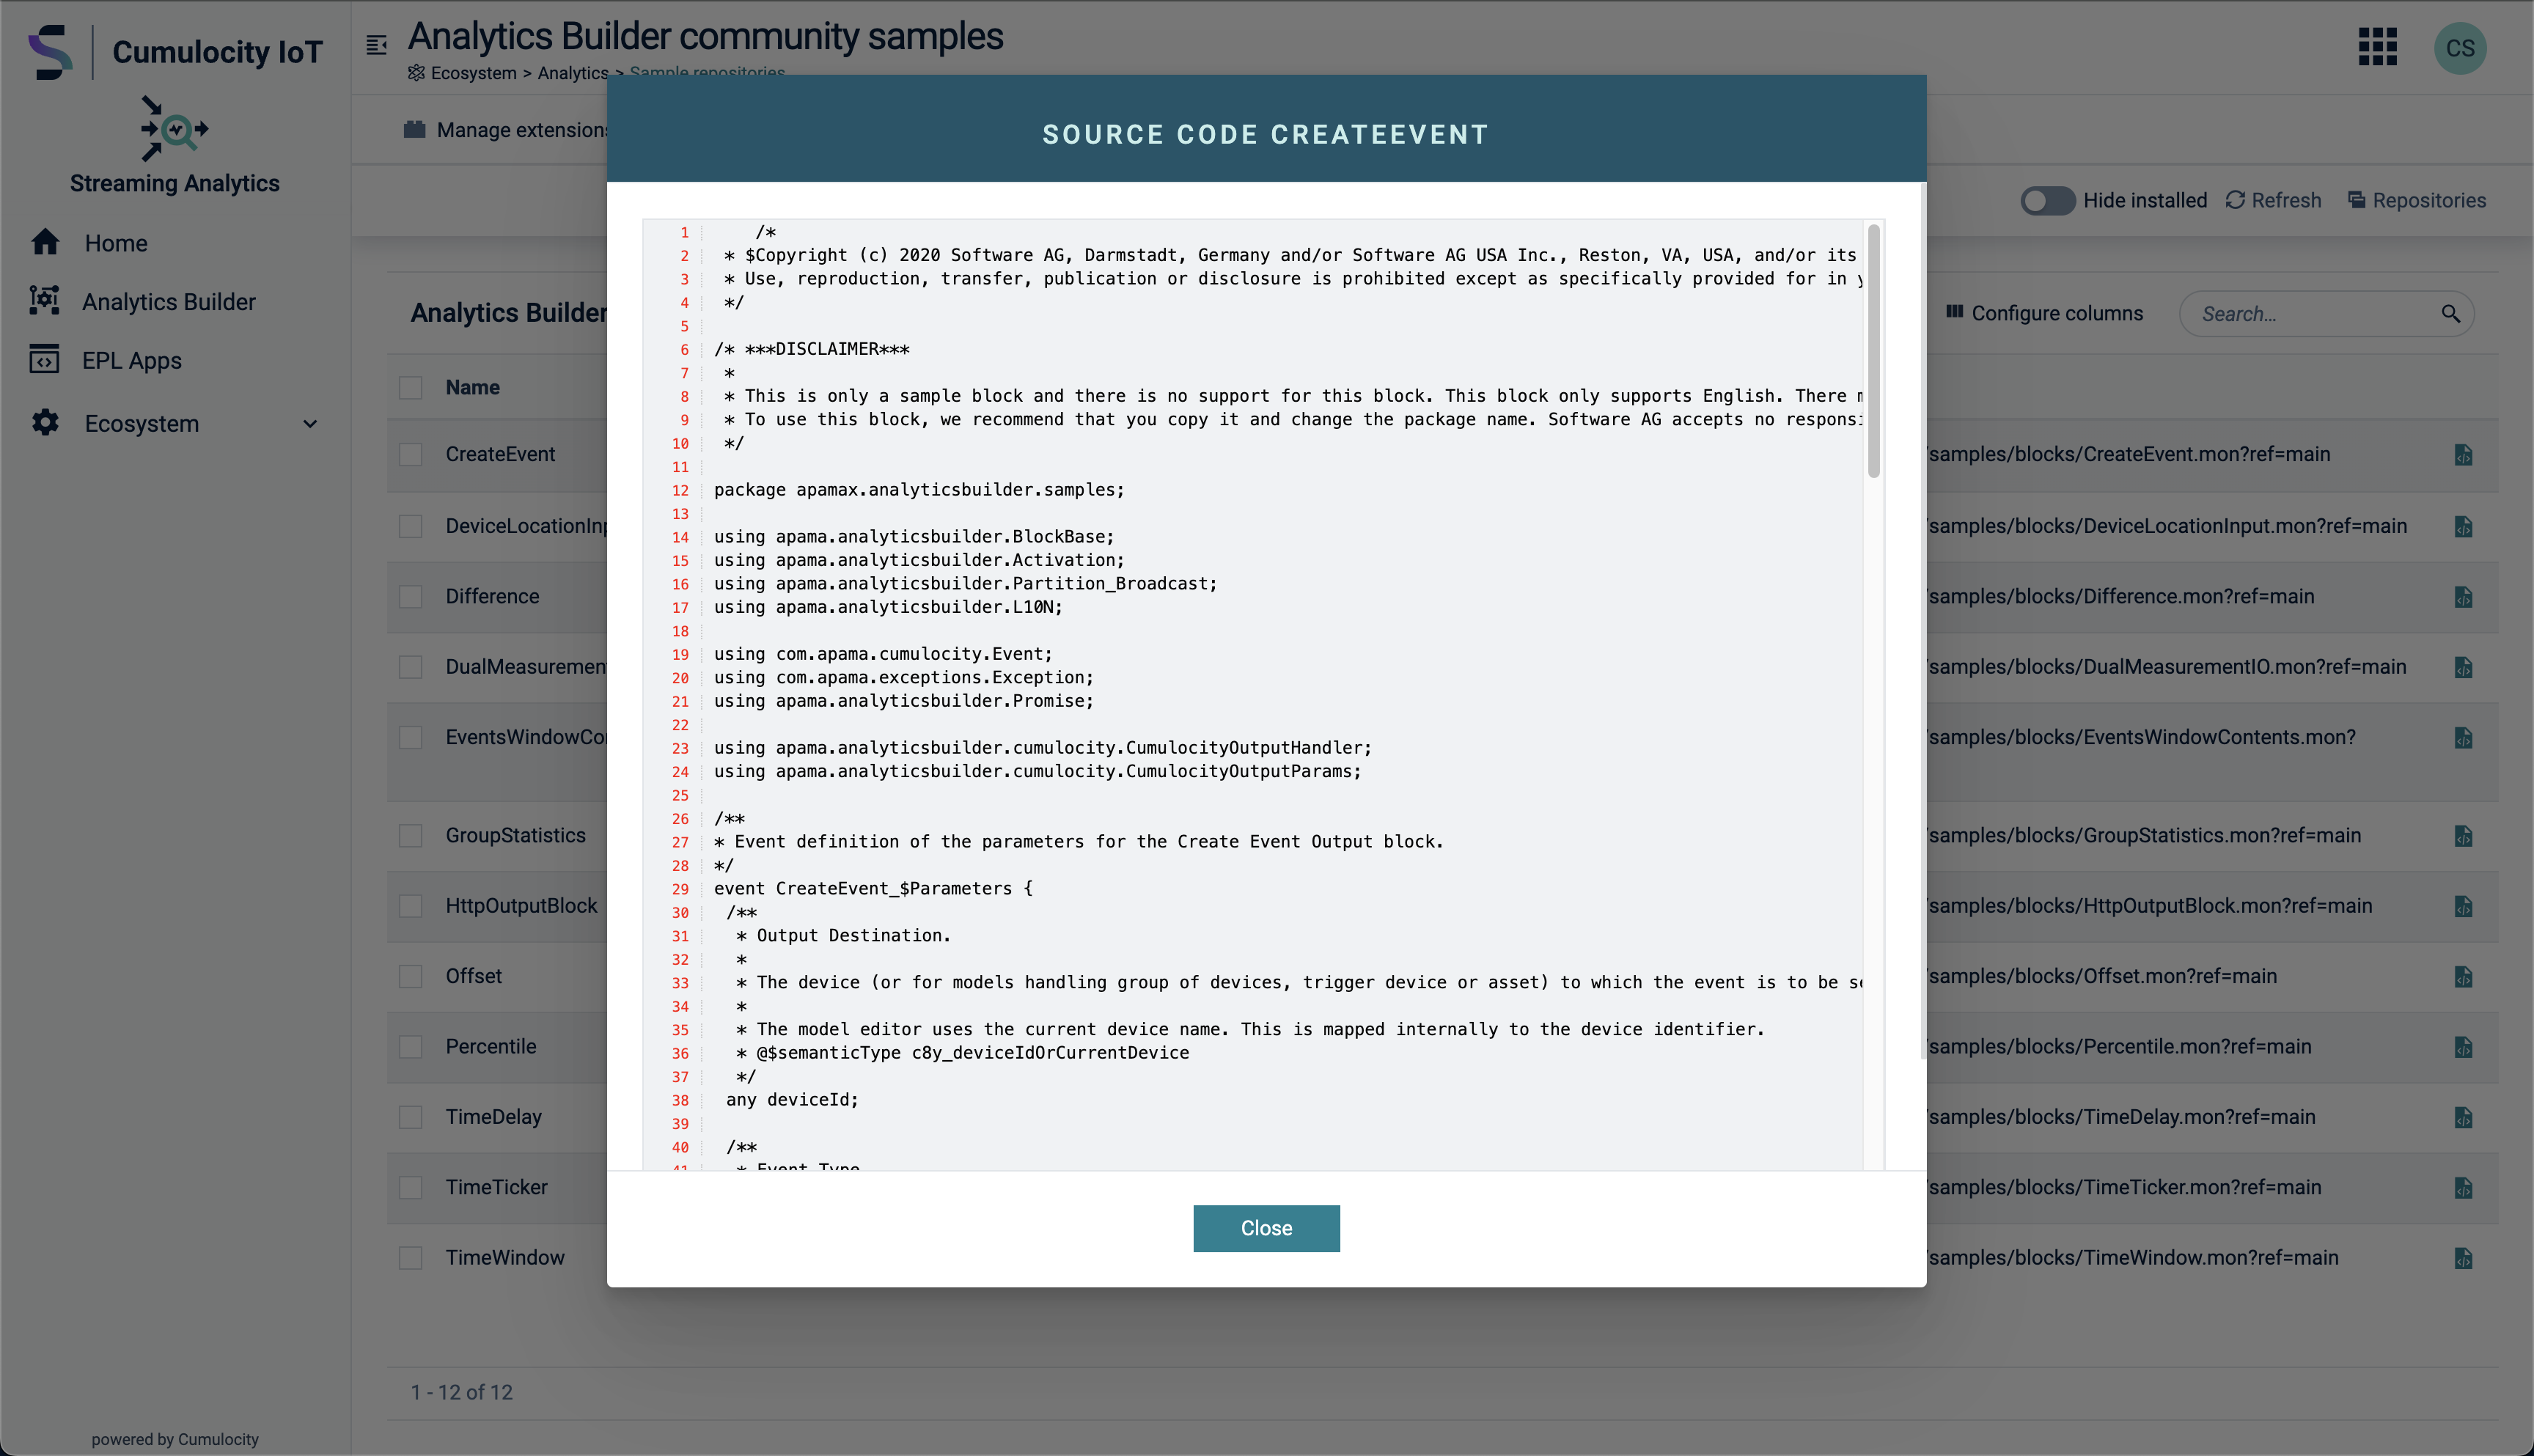 Cumulocity IoT
Streaming Analytics
Home
Analytics Builder
EPL Apps
Ecosystem
powered by Cumulocity
Analytics Builder community samples
Ecosystem > Analytics > Sample repositories
CS
Manage extensions
Hide installed
Refresh
Repositories
Analytics Builder
Configure columns
Search...
Name
CreateEvent
samples/blocks/CreateEvent.mon?ref=main
DeviceLocationInp
samples/blocks/DeviceLocationInput.mon?ref=main
Difference
samples/blocks/Difference.mon?ref=main
DualMeasurement
samples/blocks/DualMeasurementIO.mon?ref=main
EventsWindowCon
samples/blocks/EventsWindowContents.mon?
GroupStatistics
samples/blocks/GroupStatistics.mon?ref=main
HttpOutputBlock
samples/blocks/HttpOutputBlock.mon?ref=main
Offset
samples/blocks/Offset.mon?ref=main
Percentile
samples/blocks/Percentile.mon?ref=main
TimeDelay
samples/blocks/TimeDelay.mon?ref=main
TimeTicker
samples/blocks/TimeTicker.mon?ref=main
TimeWindow
samples/blocks/TimeWindow.mon?ref=main
1 - 12 of 12
SOURCE CODE CREATEEVENT
1 /*
2 * $Copyright (c) 2020 Software AG, Darmstadt, Germany and/or Software AG USA Inc., Reston, VA, USA, and/or its
3 * Use, reproduction, transfer, publication or disclosure is prohibited except as specifically provided for in y
4 */
5
6 /* ***DISCLAIMER***
7 *
8 * This is only a sample block and there is no support for this block. This block only supports English. There m
9 * To use this block, we recommend that you copy it and change the package name. Software AG accepts no responsi
10 */
11
12 package apamax.analyticsbuilder.samples;
13
14 using apama.analyticsbuilder.BlockBase;
15 using apama.analyticsbuilder.Activation;
16 using apama.analyticsbuilder.Partition_Broadcast;
17 using apama.analyticsbuilder.L10N;
18
19 using com.apama.cumulocity.Event;
20 using com.apama.exceptions.Exception;
21 using apama.analyticsbuilder.Promise;
22
23 using apama.analyticsbuilder.cumulocity.CumulocityOutputHandler;
24 using apama.analyticsbuilder.cumulocity.CumulocityOutputParams;
25
26 /**
27 * Event definition of the parameters for the Create Event Output block.
28 */
29 event CreateEvent_$Parameters {
30 /**
31 * Output Destination.
32 *
33 * The device (or for models handling group of devices, trigger device or asset) to which the event is to be se
34 *
35 * The model editor uses the current device name. This is mapped internally to the device identifier.
36 * @$semanticType c8y_deviceIdOrCurrentDevice
37 */
38 any deviceId;
39
40 /**
41 * Event Type
Close